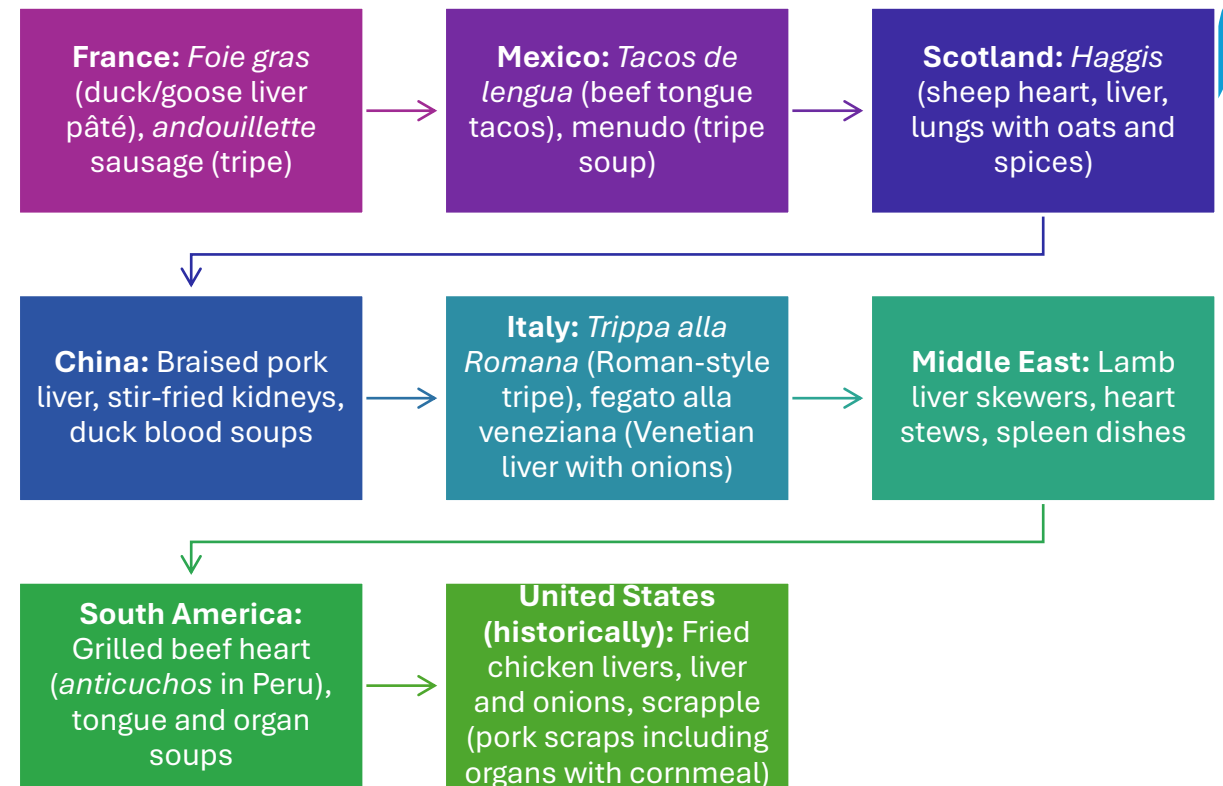 France: Foie gras
(duck/goose liver
pâté), andouillette
sausage (tripe)
Mexico: Tacos de
lengua (beef tongue
tacos), menudo (tripe
soup)
Scotland: Haggis
(sheep heart, liver,
lungs with oats and
spices)
China: Braised pork
liver, stir-fried kidneys,
duck blood soups
Italy: Trippa alla
Romana (Roman-style
tripe), fegato alla
veneziana (Venetian
liver with onions)
Middle East: Lamb
liver skewers, heart
stews, spleen dishes
South America:
Grilled beef heart
(anticuchos in Peru),
tongue and organ
soups
United States
(historically): Fried
chicken livers, liver
and onions, scrapple
(pork scraps including
organs with cornmeal)